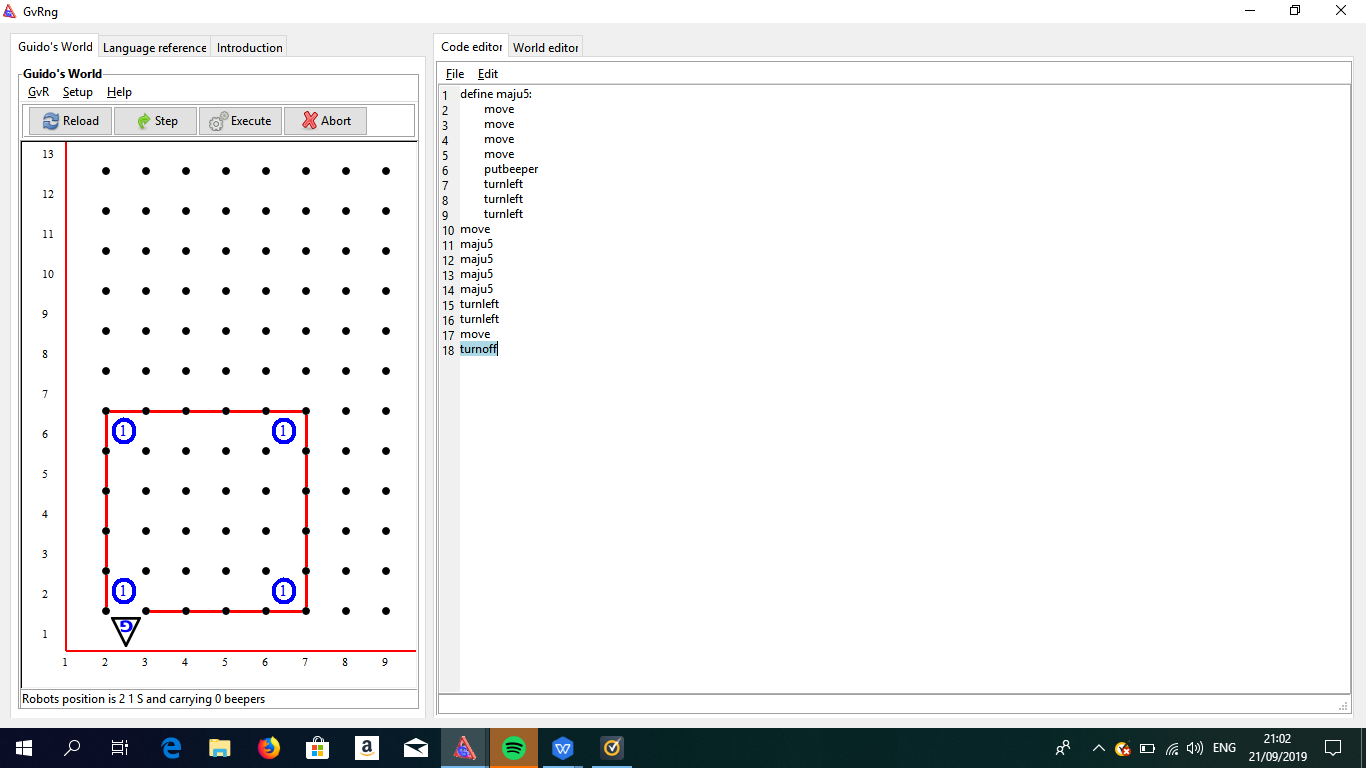 GvRng
Guido's World Language reference Introduction
Guido's World
GvR Setup Help
Reload Step Execute Abort
13
12
11
10
9
8
7
6
5
4
3
2
1
1 1
1 1
G
1 2 3 4 5 6 7 8 9
Robots position is 2 1 S and carrying 0 beepers
Code editor World editor
File Edit
1 define maju5:
2 move
3 move
4 move
5 move
6 putbeeper
7 turnleft
8 turnleft
9 turnleft
10 move
11 maju5
12 maju5
13 maju5
14 maju5
15 turnleft
16 turnleft
17 move
18 turnoff
ENG
21:02
21/09/2019